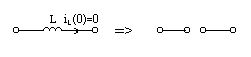 L i_L(0)=0 =>